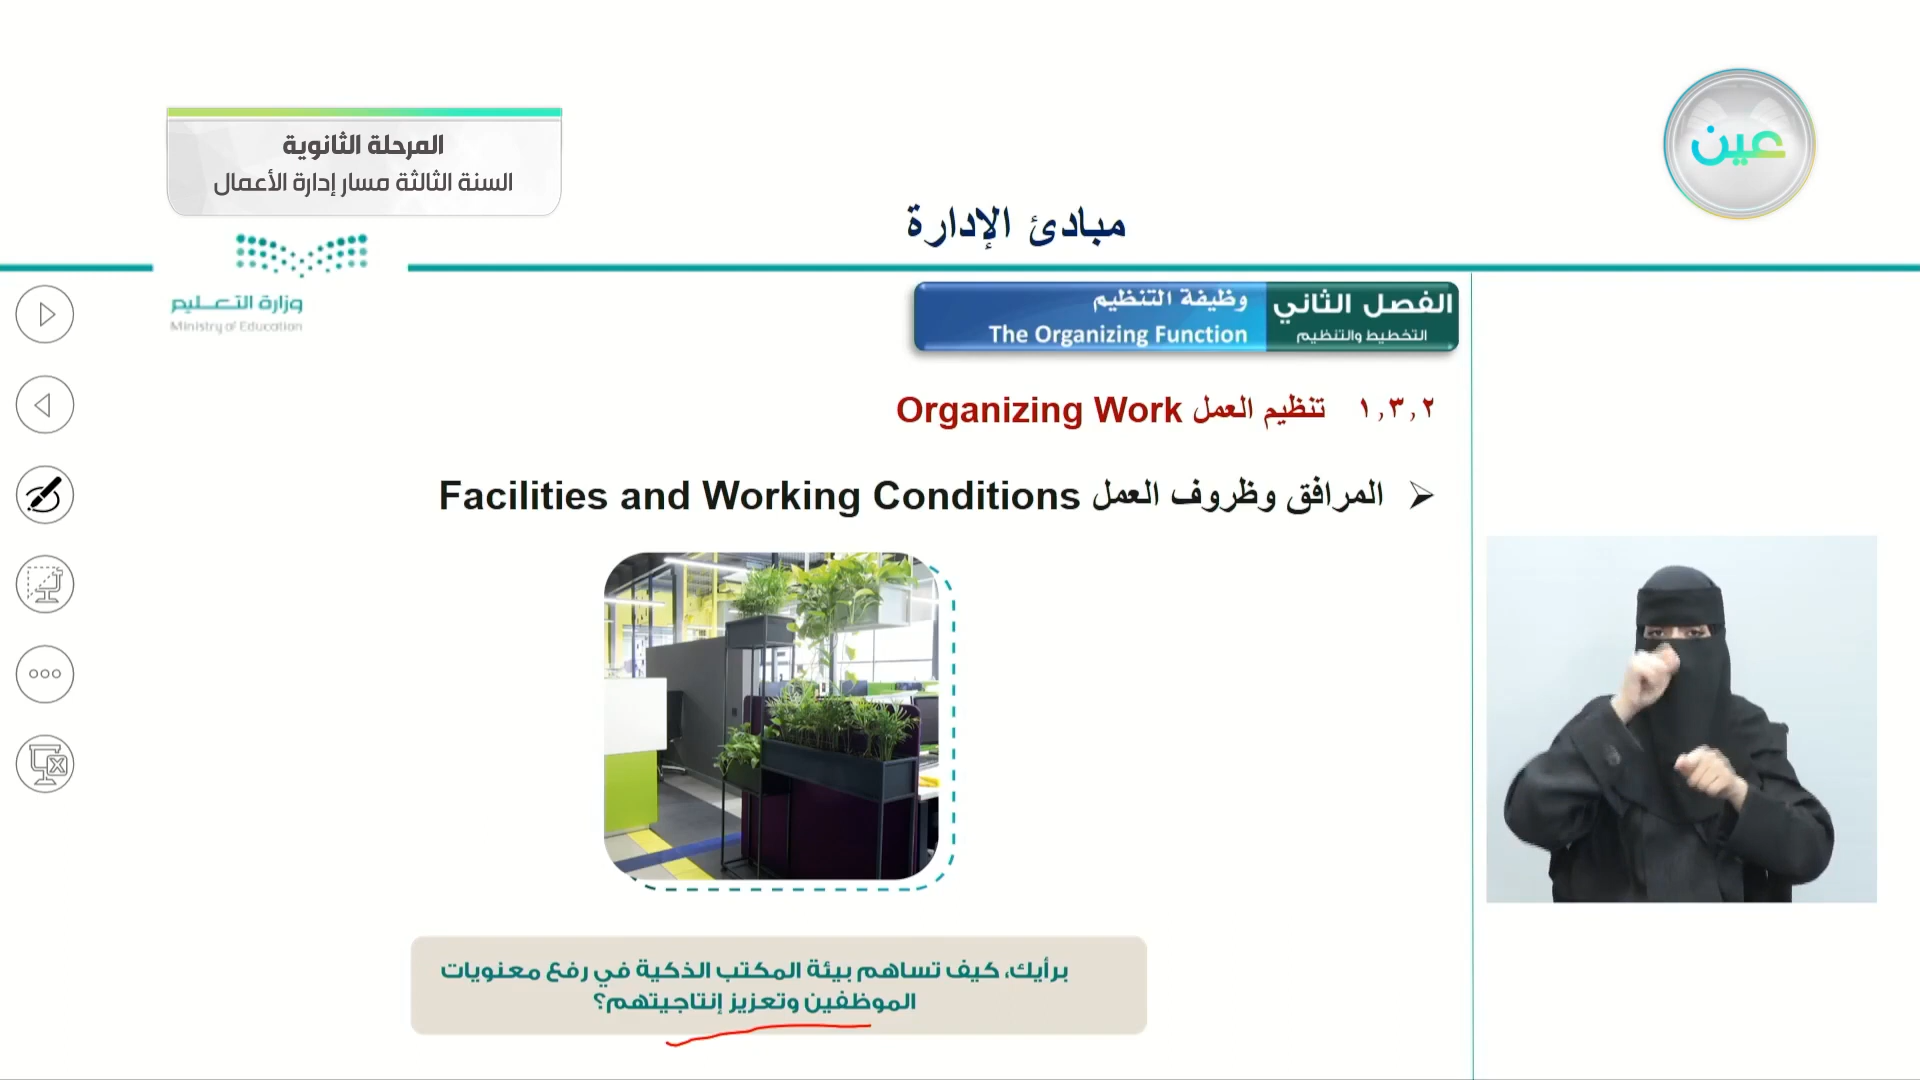 المرحلة الثانوية
السنة الثالثة مسار إدارة الأعمال
عين
مبادئ الإدارة
وزارة التعـــليم
Ministry of Education
الفصل الثاني
التخطيط والتنظيم
وظيفة التنظيم
The Organizing Function
١,٣,٢ تنظيم العمل Organizing Work
المرافق وظروف العمل Facilities and Working Conditions
برأيك، كيف تساهم بيئة المكتب الذكية في رفع معنويات
الموظفين وتعزيز إنتاجيتهم؟